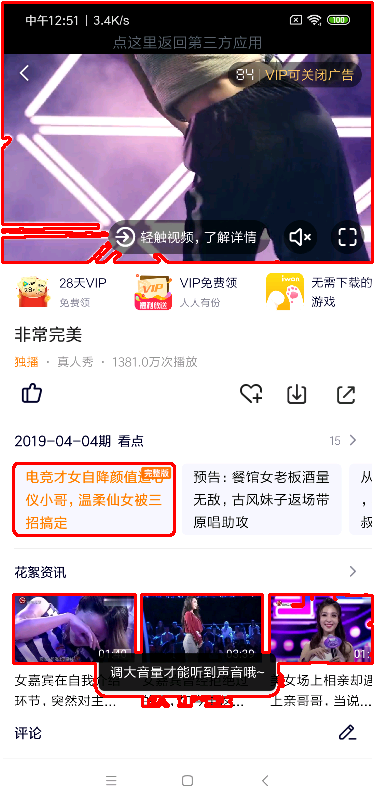 中午12:51 | 3.4K/s
100
点这里返回第三方应用
84 | VIP可关闭广告
轻触视频，了解详情
28天VIP
免费领
VIP免费领
人人有份
无需下载的
游戏
非常完美
独播 · 真人秀 · 1381.0万次播放
2019-04-04期 看点
15
完整版
电竞才女自降颜值追
仪小哥，温柔仙女被三
招搞定
预告：餐馆女老板酒量
无敌，古风妹子返场带
原唱助攻
从
，
叔
花絮资讯
调大音量才能听到声音哦~
女嘉宾在自我
环节，突然对主...
女场上相亲却遇
上亲哥哥，当说...
评论